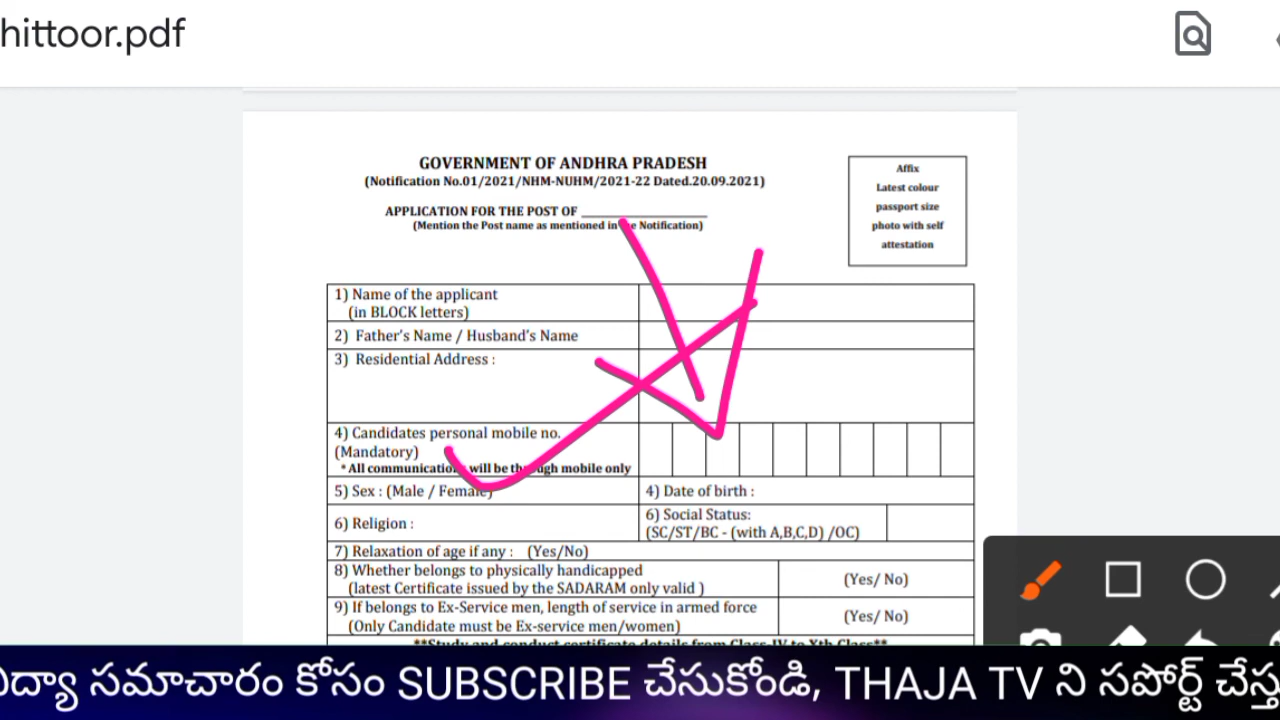 hittoor.pdf
GOVERNMENT OF ANDHRA PRADESH
(Notification No.01/2021/NHM-NUHM/2021-22 Dated.20.09.2021)
APPLICATION FOR THE POST OF ___________________
(Mention the Post name as mentioned in the Notification)
Affix
Latest colour
passport size
photo with self
attestation
1) Name of the applicant
(in BLOCK letters)
2) Father's Name / Husband's Name
3) Residential Address :
4) Candidates personal mobile no.
(Mandatory)
* All communications will be through mobile only
5) Sex : (Male / Female)
4) Date of birth :
6) Religion :
6) Social Status:
(SC/ST/BC - (with A,B,C,D) /OC)
7) Relaxation of age if any : (Yes/No)
8) Whether belongs to physically handicapped
(latest Certificate issued by the SADARAM only valid )
(Yes/ No)
9) If belongs to Ex-Service men, length of service in armed force
(Only Candidate must be Ex-service men/women)
(Yes/ No)
**Study and conduct certificate details from Class-IV to Xth Class**
విద్యా సమాచారం కోసం SUBSCRIBE చేసుకోండి, THAJA TV ని సపోర్ట్ చేస్త